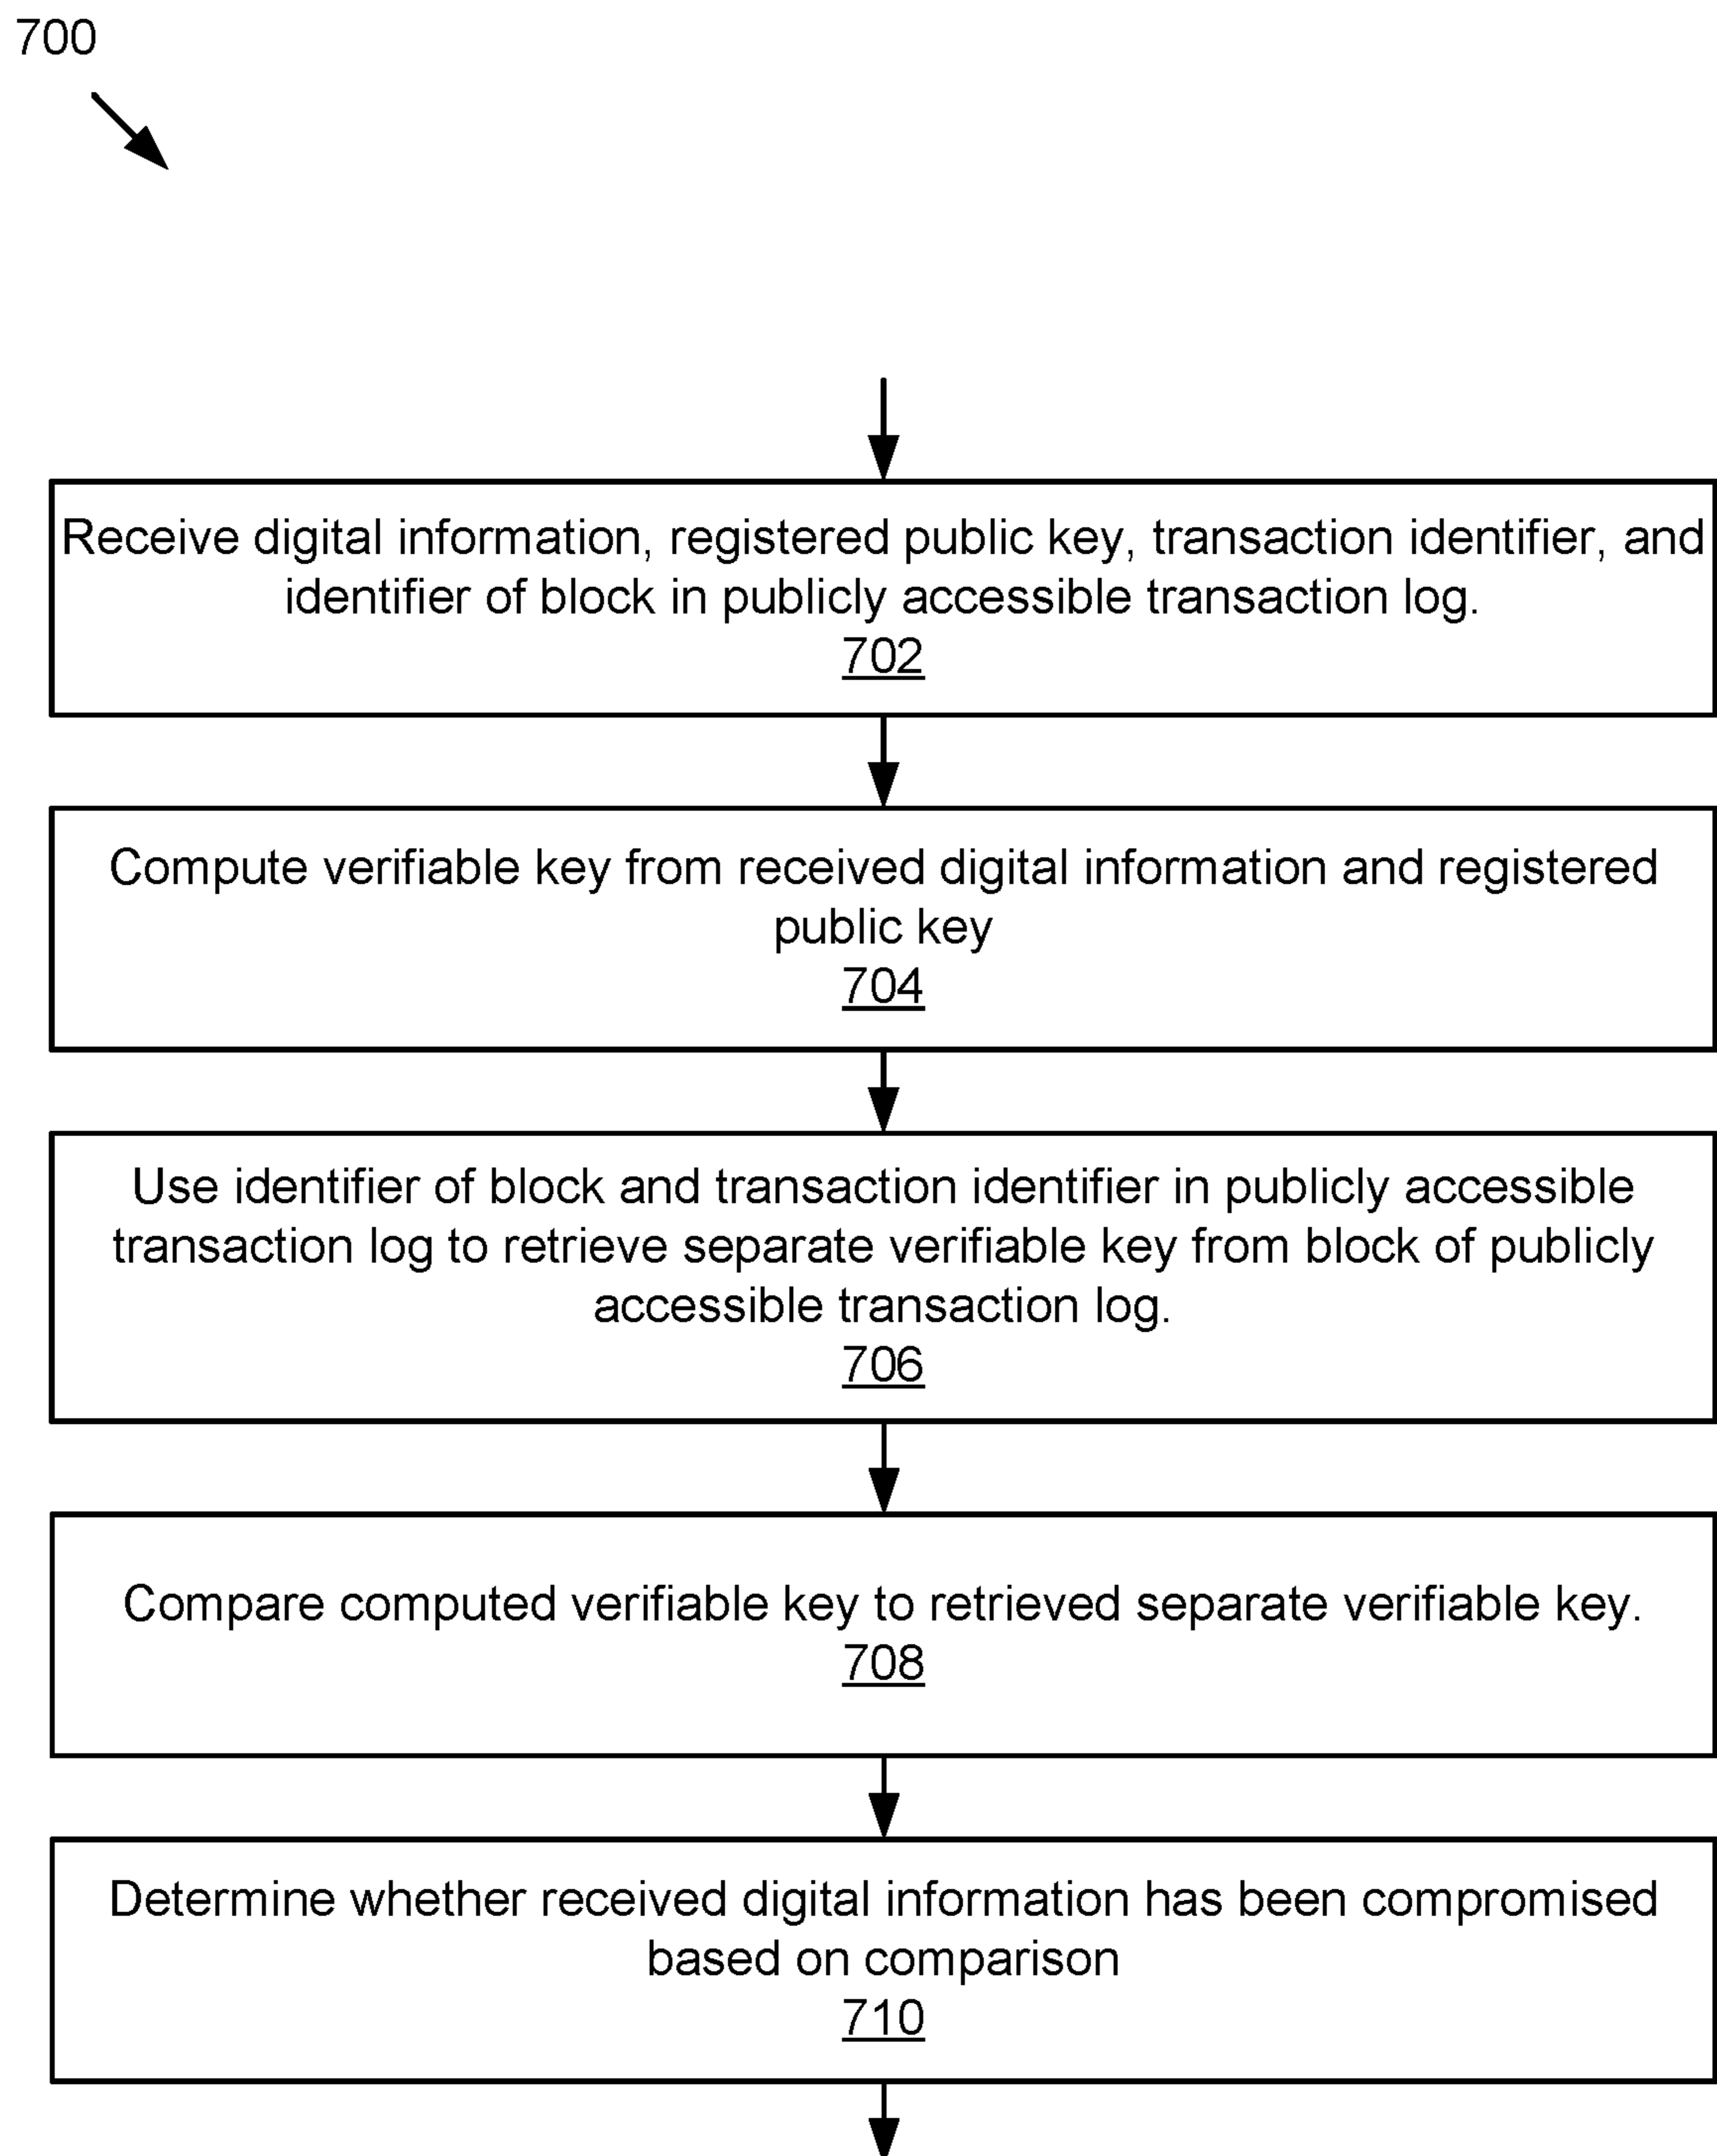 700
Receive digital information, registered public key, transaction identifier, and
identifier of block in publicly accessible transaction log.
702
Compute verifiable key from received digital information and registered
public key
704
Use identifier of block and transaction identifier in publicly accessible
transaction log to retrieve separate verifiable key from block of publicly
accessible transaction log.
706
Compare computed verifiable key to retrieved separate verifiable key.
708
Determine whether received digital information has been compromised
based on comparison
710